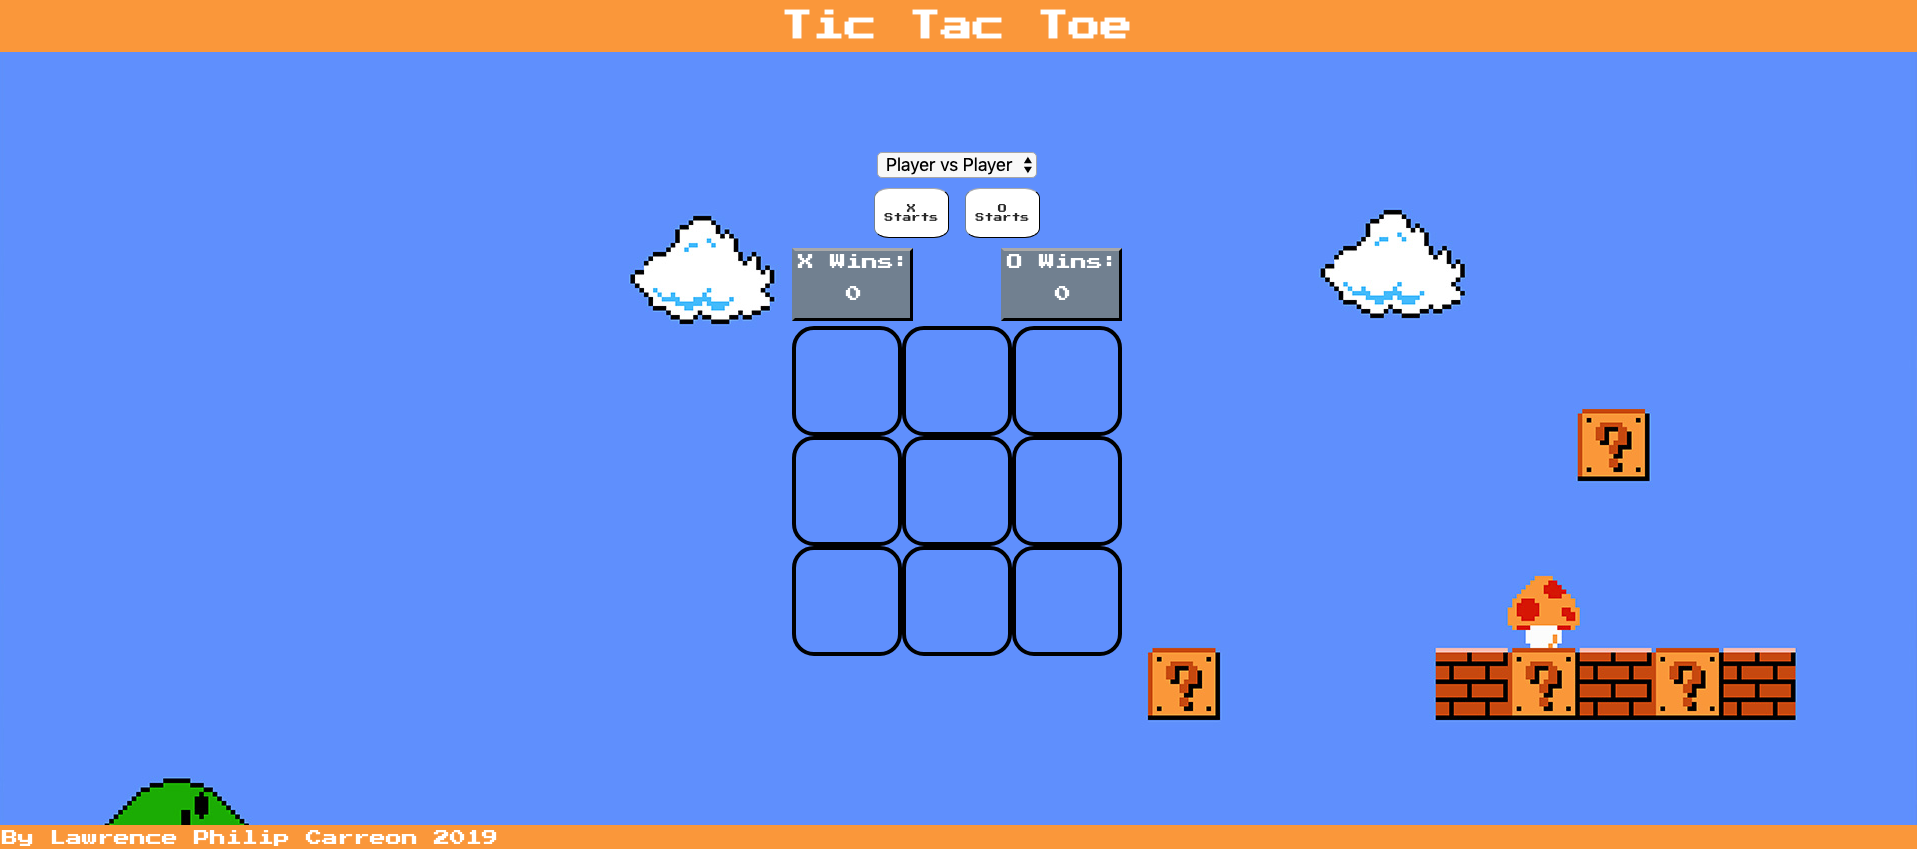 Tic Tac Toe
Player vs Player
X
Starts
O
Starts
X Wins:
0
O Wins:
0
?
?
?
?
By Lawrence Philip Carreon 2019